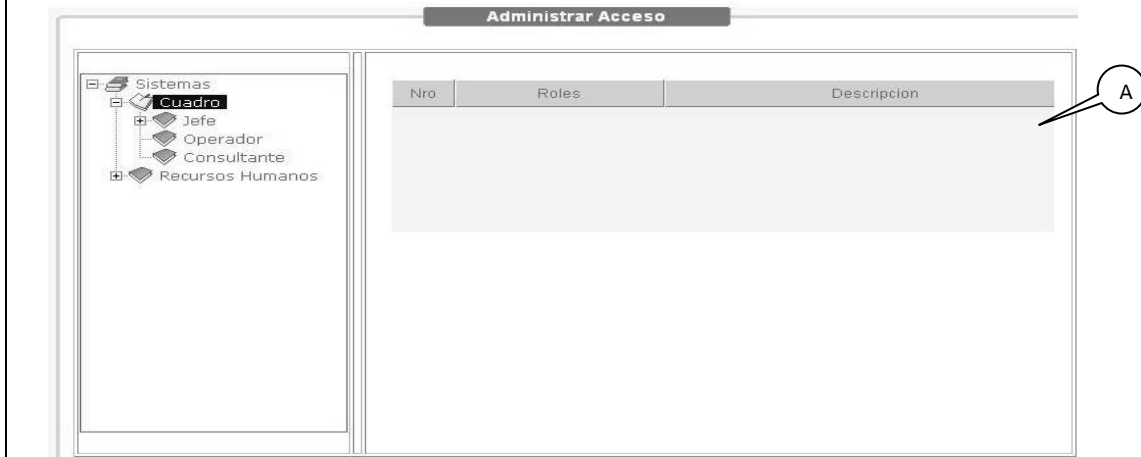 Administrar Acceso
Sistemas
Cuadro
Jefe
Operador
Consultante
Recursos Humanos
Nro Roles Descripcion
A